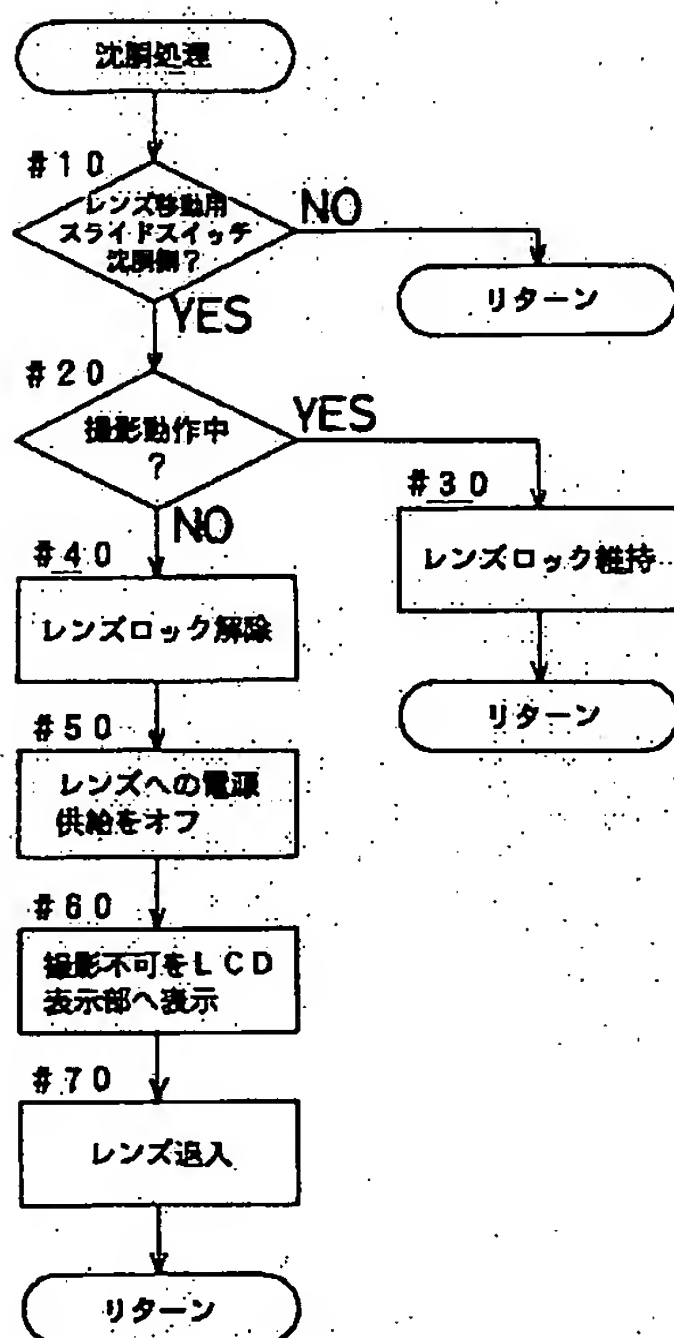 沈胴処理
#10
レンズ移動用
スライドスイッチ
沈胴側?
NO
リターン
YES
#20
撮影動作中
?
YES
#30
レンズロック維持
リターン
NO
#40
レンズロック解除
#50
レンズへの電源
供給をオフ
#60
撮影不可をLCD
表示部へ表示
#70
レンズ退入
リターン